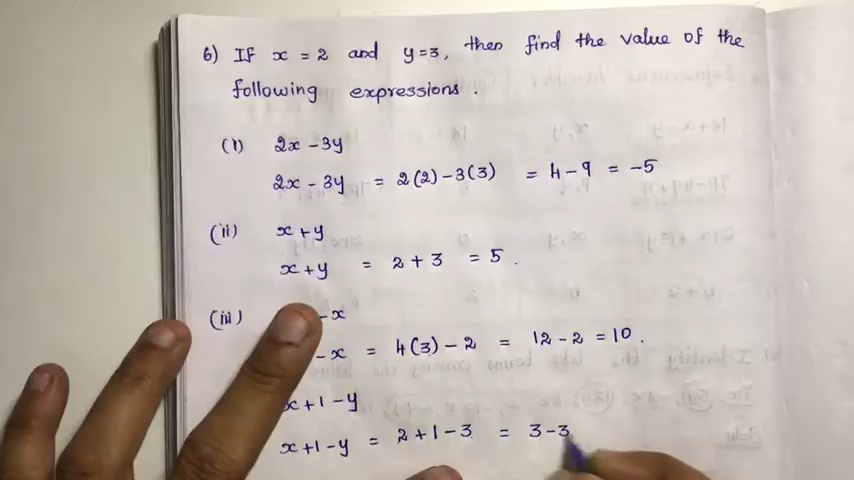 6) If x = 2 and y=3, then find the value of the
following expressions.
(i) 2x - 3y
2x - 3y = 2(2) - 3(3) = 4 - 9 = -5
(ii) x + y
x + y = 2 + 3 = 5.
(iii) - x
- x = 4(3) - 2 = 12 - 2 = 10.
x + 1 - y
x + 1 - y = 2 + 1 - 3 = 3 - 3